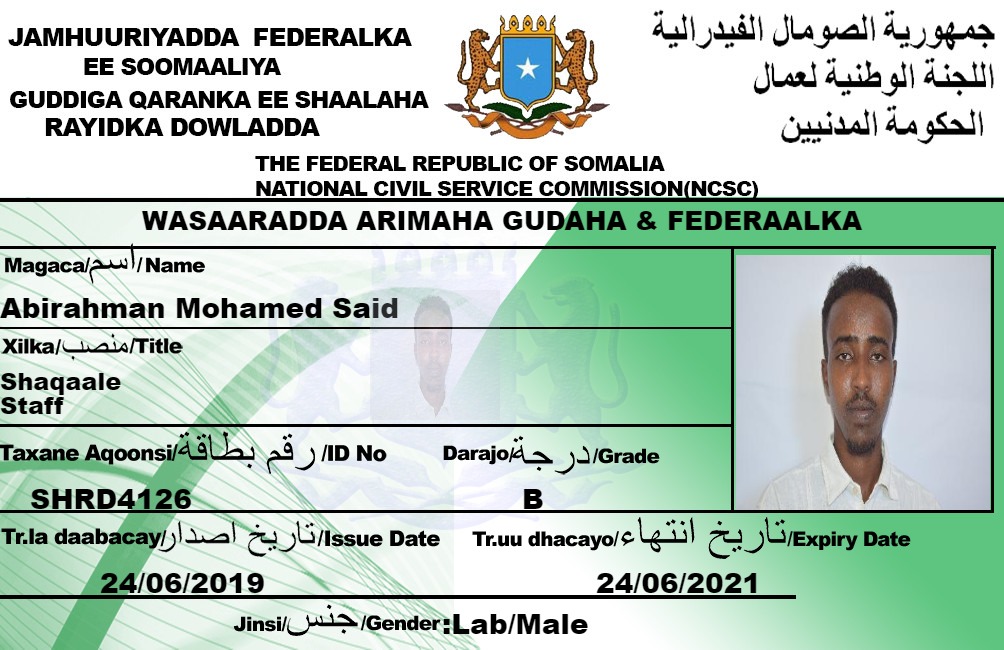 JAMHUURIYADDA FEDERALKA
EE SOOMAALIYA
GUDDIGA QARANKA EE SHAALAHA
RAYIDKA DOWLADDA
جمهورية الصومال الفيدرالية
اللجنة الوطنية لعمال
الحكومة المدنيين
THE FEDERAL REPUBLIC OF SOMALIA
NATIONAL CIVIL SERVICE COMMISSION(NCSC)
WASAARADDA ARIMAHA GUDAHA & FEDERAALKA
Magaca/اسم/Name
Abirahman Mohamed Said
Xilka/منصب/Title
Shaqaale
Staff
Taxane Aqoonsi/رقم بطاقة/ID No
Darajo/درجة/Grade
SHRD4126
B
Tr.la daabacay/تاريخ اصدار/Issue Date
Tr.uu dhacayo/تاريخ انتهاء/Expiry Date
24/06/2019
24/06/2021
Jinsi/جنس/Gender:Lab/Male